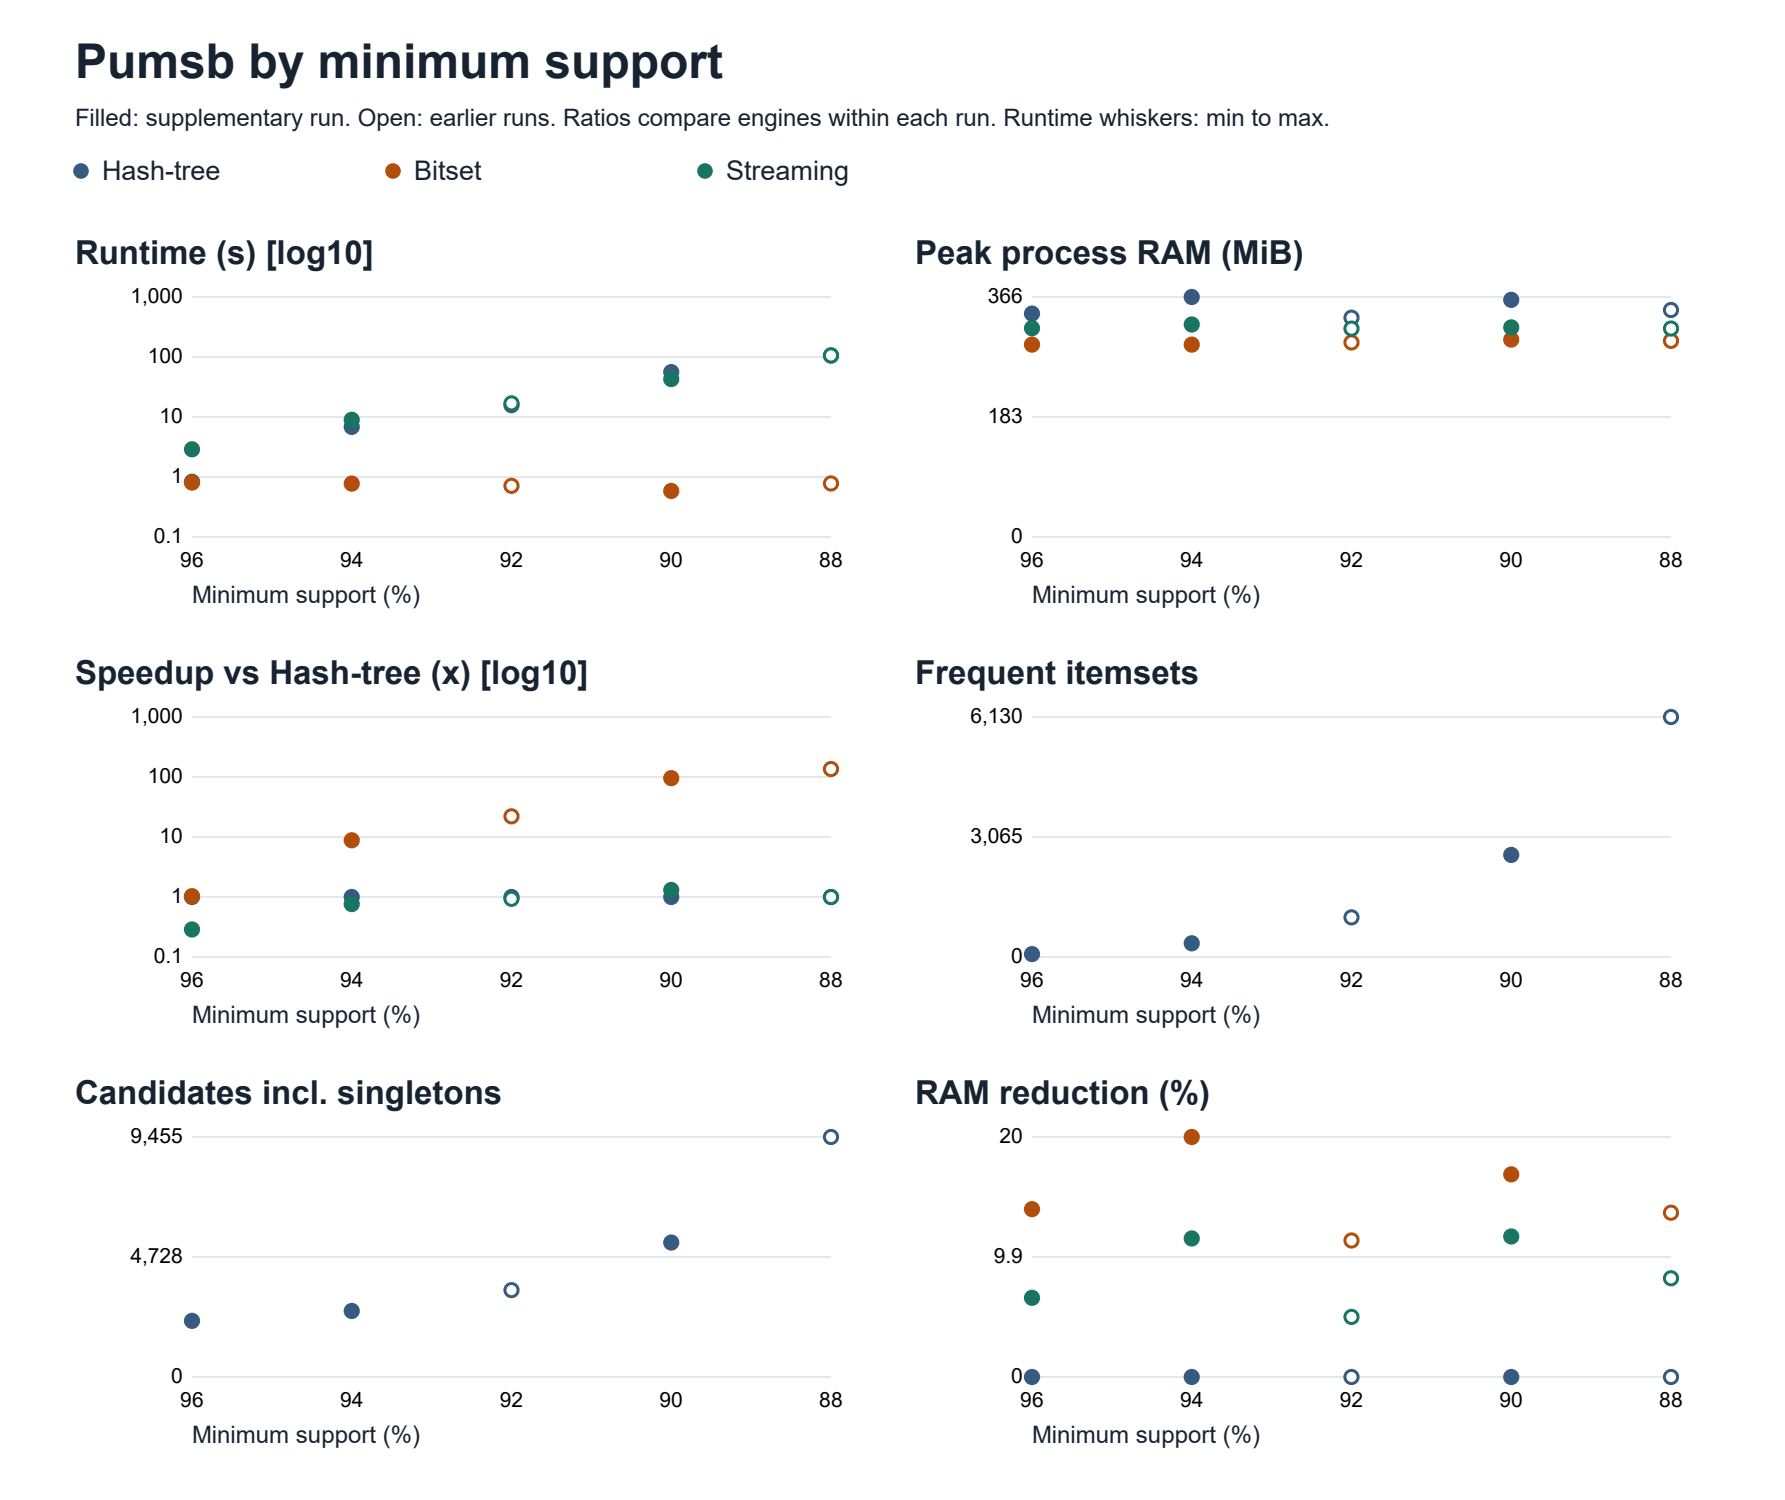 Pumsb by minimum support
Filled: supplementary run. Open: earlier runs. Ratios compare engines within each run. Runtime whiskers: min to max.
Hash-tree Bitset Streaming
Runtime (s) [log10]
1,000
100
10
1
0.1
96 94 92 90 88
Minimum support (%)
Peak process RAM (MiB)
366
183
0
96 94 92 90 88
Minimum support (%)
Speedup vs Hash-tree (x) [log10]
1,000
100
10
1
0.1
96 94 92 90 88
Minimum support (%)
Frequent itemsets
6,130
3,065
0
96 94 92 90 88
Minimum support (%)
Candidates incl. singletons
9,455
4,728
0
96 94 92 90 88
Minimum support (%)
RAM reduction (%)
20
9.9
0
96 94 92 90 88
Minimum support (%)